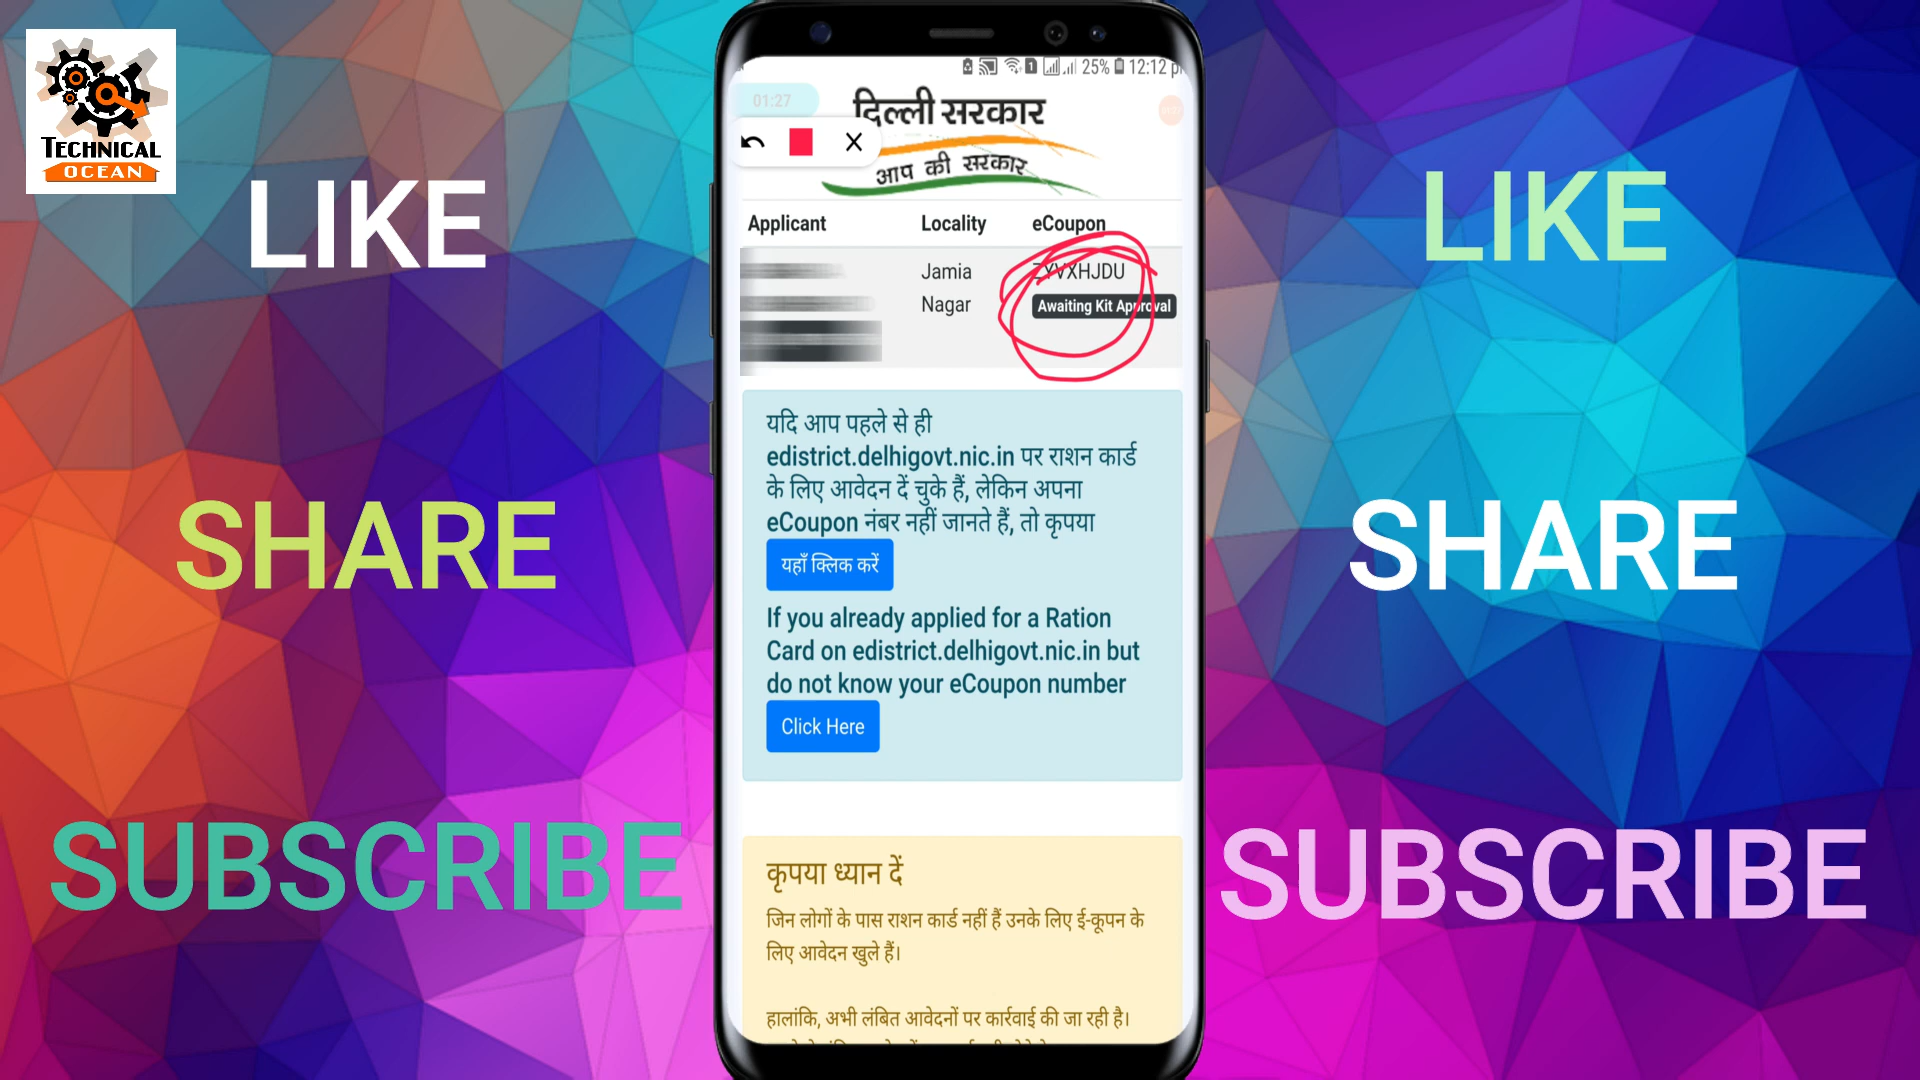 TECHNICAL
OCEAN
LIKE
SHARE
SUBSCRIBE
25% 12:12 p
01:27
दिल्ली सरकार
आप की सरकार
Applicant Locality eCoupon
Jamia ZYVXHJDU
Nagar Awaiting Kit Approval
यदि आप पहले से ही
edistrict.delhigovt.nic.in पर राशन कार्ड
के लिए आवेदन दें चुके हैं, लेकिन अपना
eCoupon नंबर नहीं जानते हैं, तो कृपया
यहाँ क्लिक करें
If you already applied for a Ration
Card on edistrict.delhigovt.nic.in but
do not know your eCoupon number
Click Here
कृपया ध्यान दें
जिन लोगों के पास राशन कार्ड नहीं हैं उनके लिए ई-कूपन के
लिए आवेदन खुले हैं।
हालांकि, अभी लंबित आवेदनों पर कार्रवाई की जा रही है।
LIKE
SHARE
SUBSCRIBE